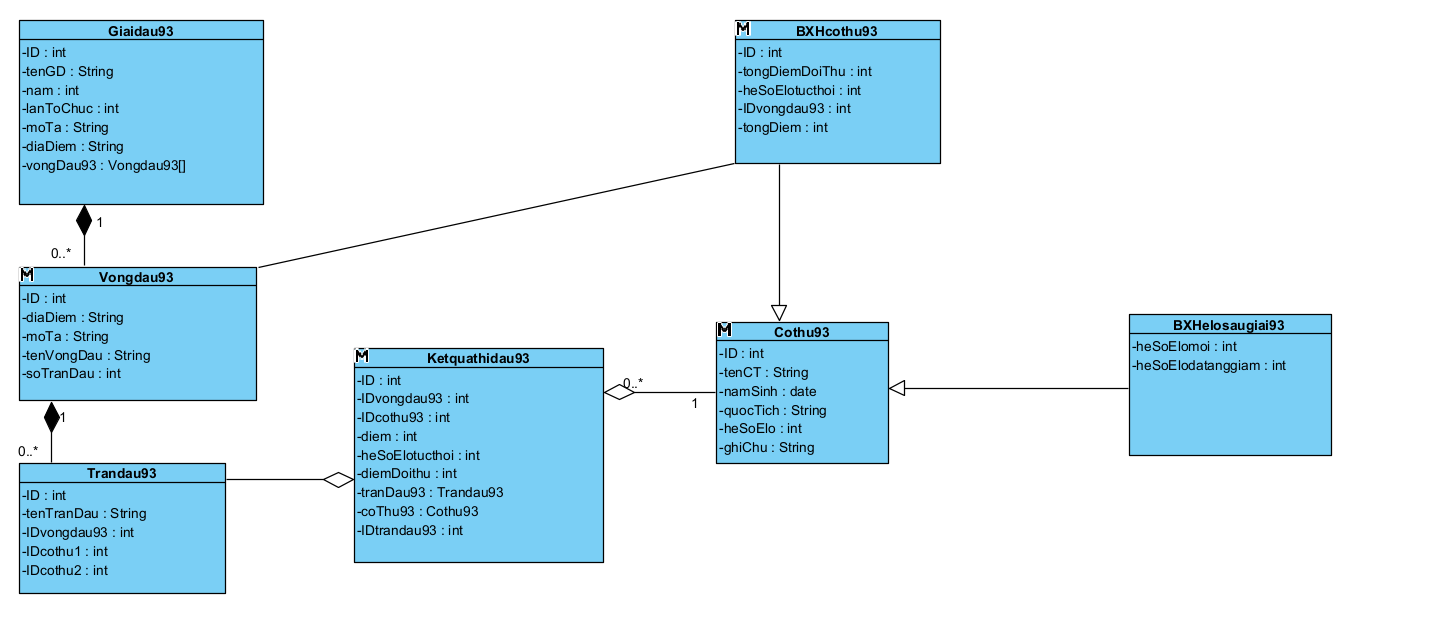 Giaidau93
-ID : int
-tenGD : String
-nam : int
-lanToChuc : int
-moTa : String
-diaDiem : String
-vongDau93 : Vongdau93[]
1
0..*
Vongdau93
-ID : int
-diaDiem : String
-moTa : String
-tenVongDau : String
-soTranDau : int
1
0..*
Trandau93
-ID : int
-tenTranDau : String
-IDvongdau93 : int
-IDcothu1 : int
-IDcothu2 : int
Ketquathidau93
-ID : int
-IDvongdau93 : int
-IDcothu93 : int
-diem : int
-heSoElotucthoi : int
-diemDoithu : int
-tranDau93 : Trandau93
-coThu93 : Cothu93
-IDtrandau93 : int
0..*
1
BXHcothu93
-ID : int
-tongDiemDoiThu : int
-heSoElotucthoi : int
-IDvongdau93 : int
-tongDiem : int
Cothu93
-ID : int
-tenCT : String
-namSinh : date
-quocTich : String
-heSoElo : int
-ghiChu : String
BXHelosaugiai93
-heSoElomoi : int
-heSoElodatanggiam : int